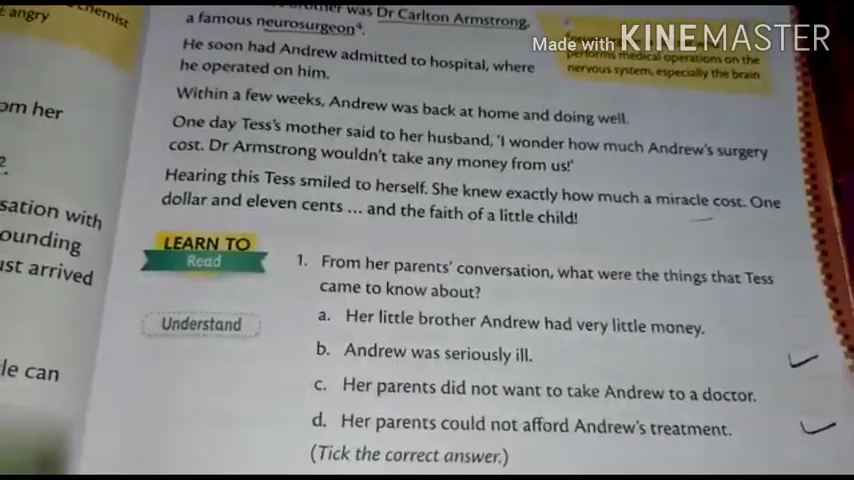 angry
chemist
om her
2.
sation with
ounding
ust arrived
le can
brother was Dr Carlton Armstrong,
a famous neurosurgeon⁴.
He soon had Andrew admitted to hospital, where
he operated on him.
Made with KINEMASTER
performs medical operations on the
nervous system, especially the brain
Within a few weeks, Andrew was back at home and doing well.
One day Tess's mother said to her husband, 'I wonder how much Andrew's surgery
cost. Dr Armstrong wouldn't take any money from us!'
Hearing this Tess smiled to herself. She knew exactly how much a miracle cost. One
dollar and eleven cents ... and the faith of a little child!
LEARN TO
Read
Understand
1. From her parents' conversation, what were the things that Tess
came to know about?
a. Her little brother Andrew had very little money.
b. Andrew was seriously ill.
c. Her parents did not want to take Andrew to a doctor.
d. Her parents could not afford Andrew's treatment.
(Tick the correct answer.)